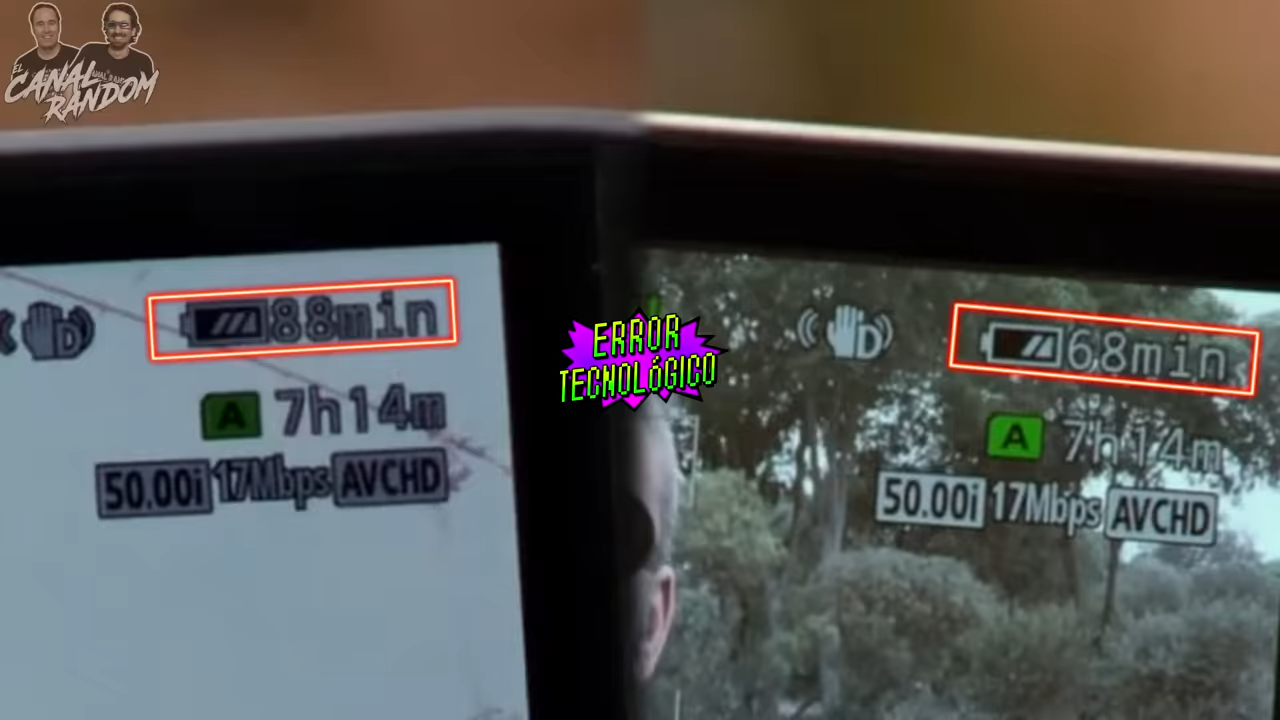 EL
CANAL
RANDOM
88min
A 7h14m
50.00i 17Mbps AVCHD
ERROR
TECNOLÓGICO
68min
A 7h14m
50.00i 17Mbps AVCHD